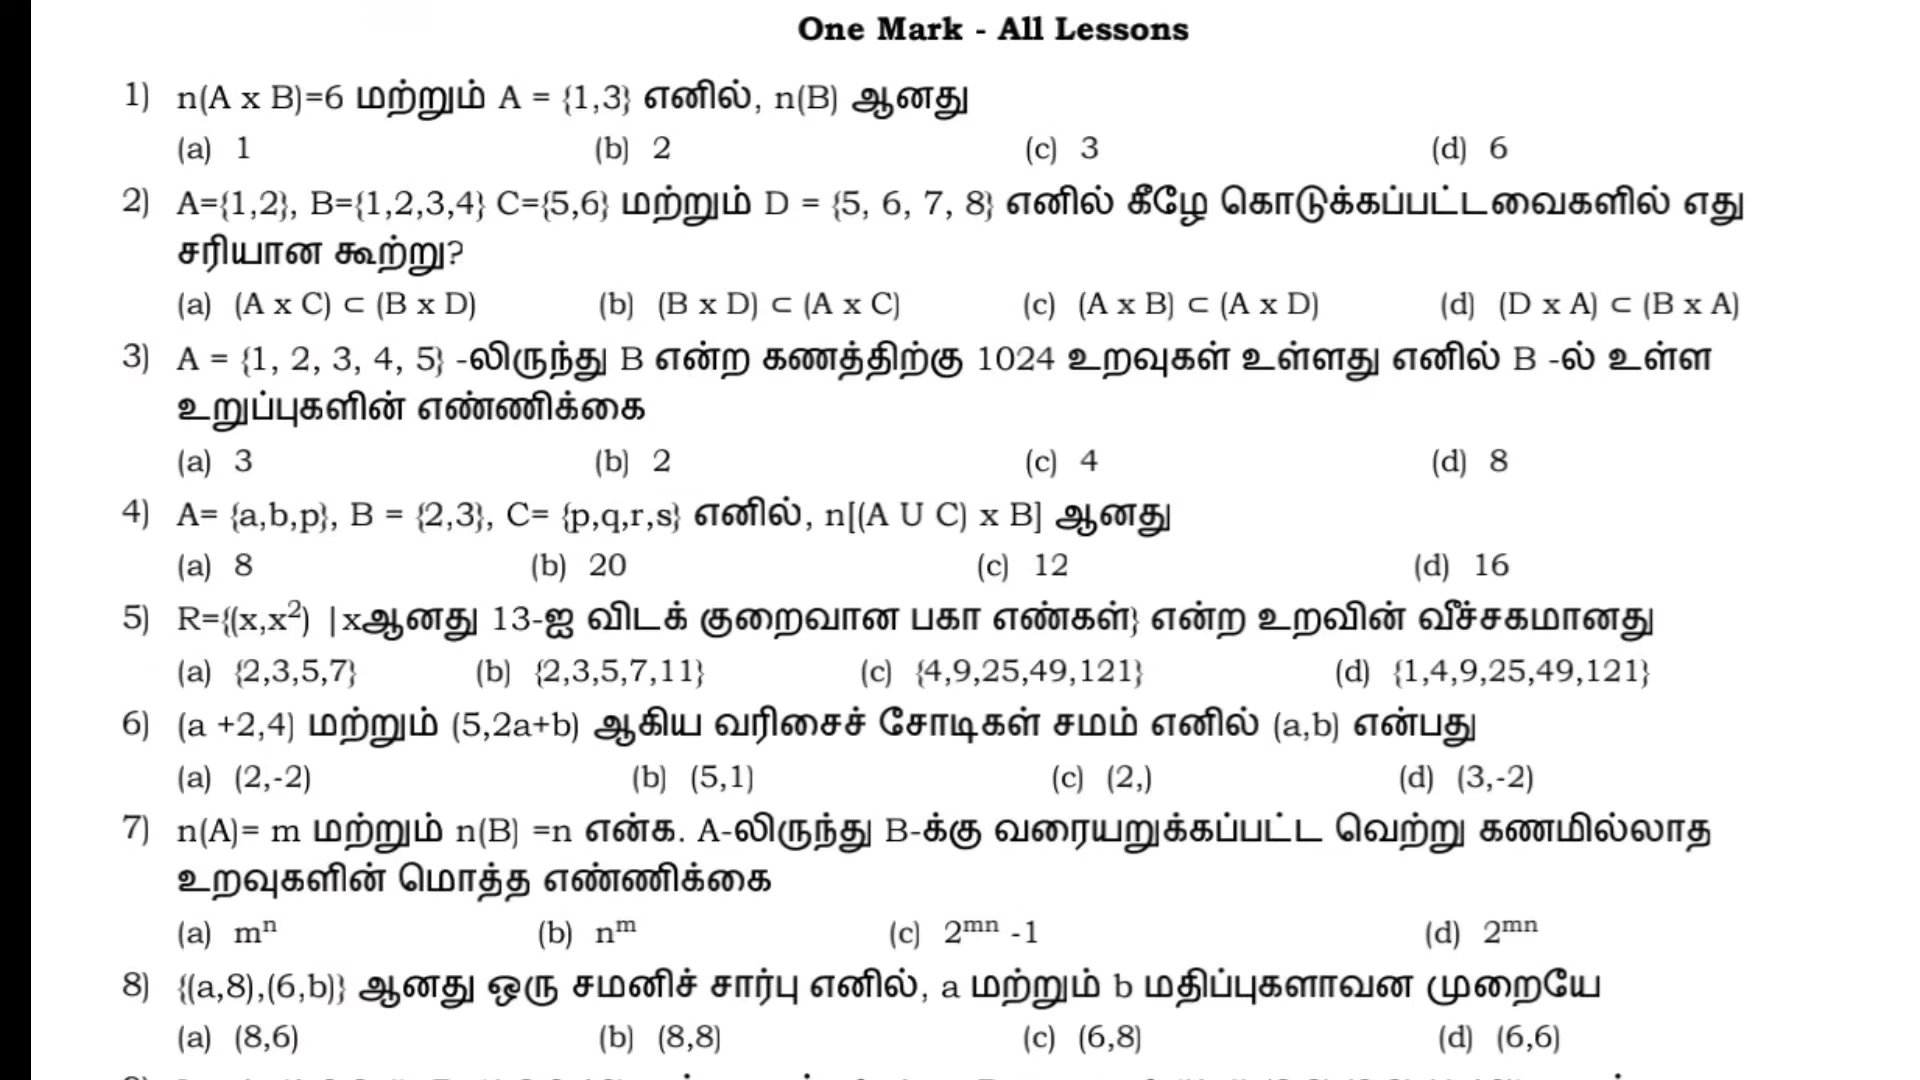 One Mark - All Lessons
1) n(A x B)=6 மற்றும் A = {1,3} எனில், n(B) ஆனது
(a) 1 (b) 2 (c) 3 (d) 6
2) A={1,2}, B={1,2,3,4} C={5,6} மற்றும் D = {5, 6, 7, 8} எனில் கீழே கொடுக்கப்பட்டவைகளில் எது
சரியான கூற்று?
(a) (A x C) ⊂ (B x D) (b) (B x D) ⊂ (A x C) (c) (A x B) ⊂ (A x D) (d) (D x A) ⊂ (B x A)
3) A = {1, 2, 3, 4, 5} -லிருந்து B என்ற கணத்திற்கு 1024 உறவுகள் உள்ளது எனில் B -ல் உள்ள
உறுப்புகளின் எண்ணிக்கை
(a) 3 (b) 2 (c) 4 (d) 8
4) A= {a,b,p}, B = {2,3}, C= {p,q,r,s} எனில், n[(A U C) x B] ஆனது
(a) 8 (b) 20 (c) 12 (d) 16
5) R={(x,x²) |xஆனது 13-ஐ விடக் குறைவான பகா எண்கள்} என்ற உறவின் வீச்சகமானது
(a) {2,3,5,7} (b) {2,3,5,7,11} (c) {4,9,25,49,121} (d) {1,4,9,25,49,121}
6) (a +2,4) மற்றும் (5,2a+b) ஆகிய வரிசைச் சோடிகள் சமம் எனில் (a,b) என்பது
(a) (2,-2) (b) (5,1) (c) (2,) (d) (3,-2)
7) n(A)= m மற்றும் n(B) =n என்க. A-லிருந்து B-க்கு வரையறுக்கப்பட்ட வெற்று கணமில்லாத
உறவுகளின் மொத்த எண்ணிக்கை
(a) mⁿ (b) nᵐ (c) 2ᵐⁿ -1 (d) 2ᵐⁿ
8) {(a,8),(6,b)} ஆனது ஒரு சமனிச் சார்பு எனில், a மற்றும் b மதிப்புகளாவன முறையே
(a) (8,6) (b) (8,8) (c) (6,8) (d) (6,6)